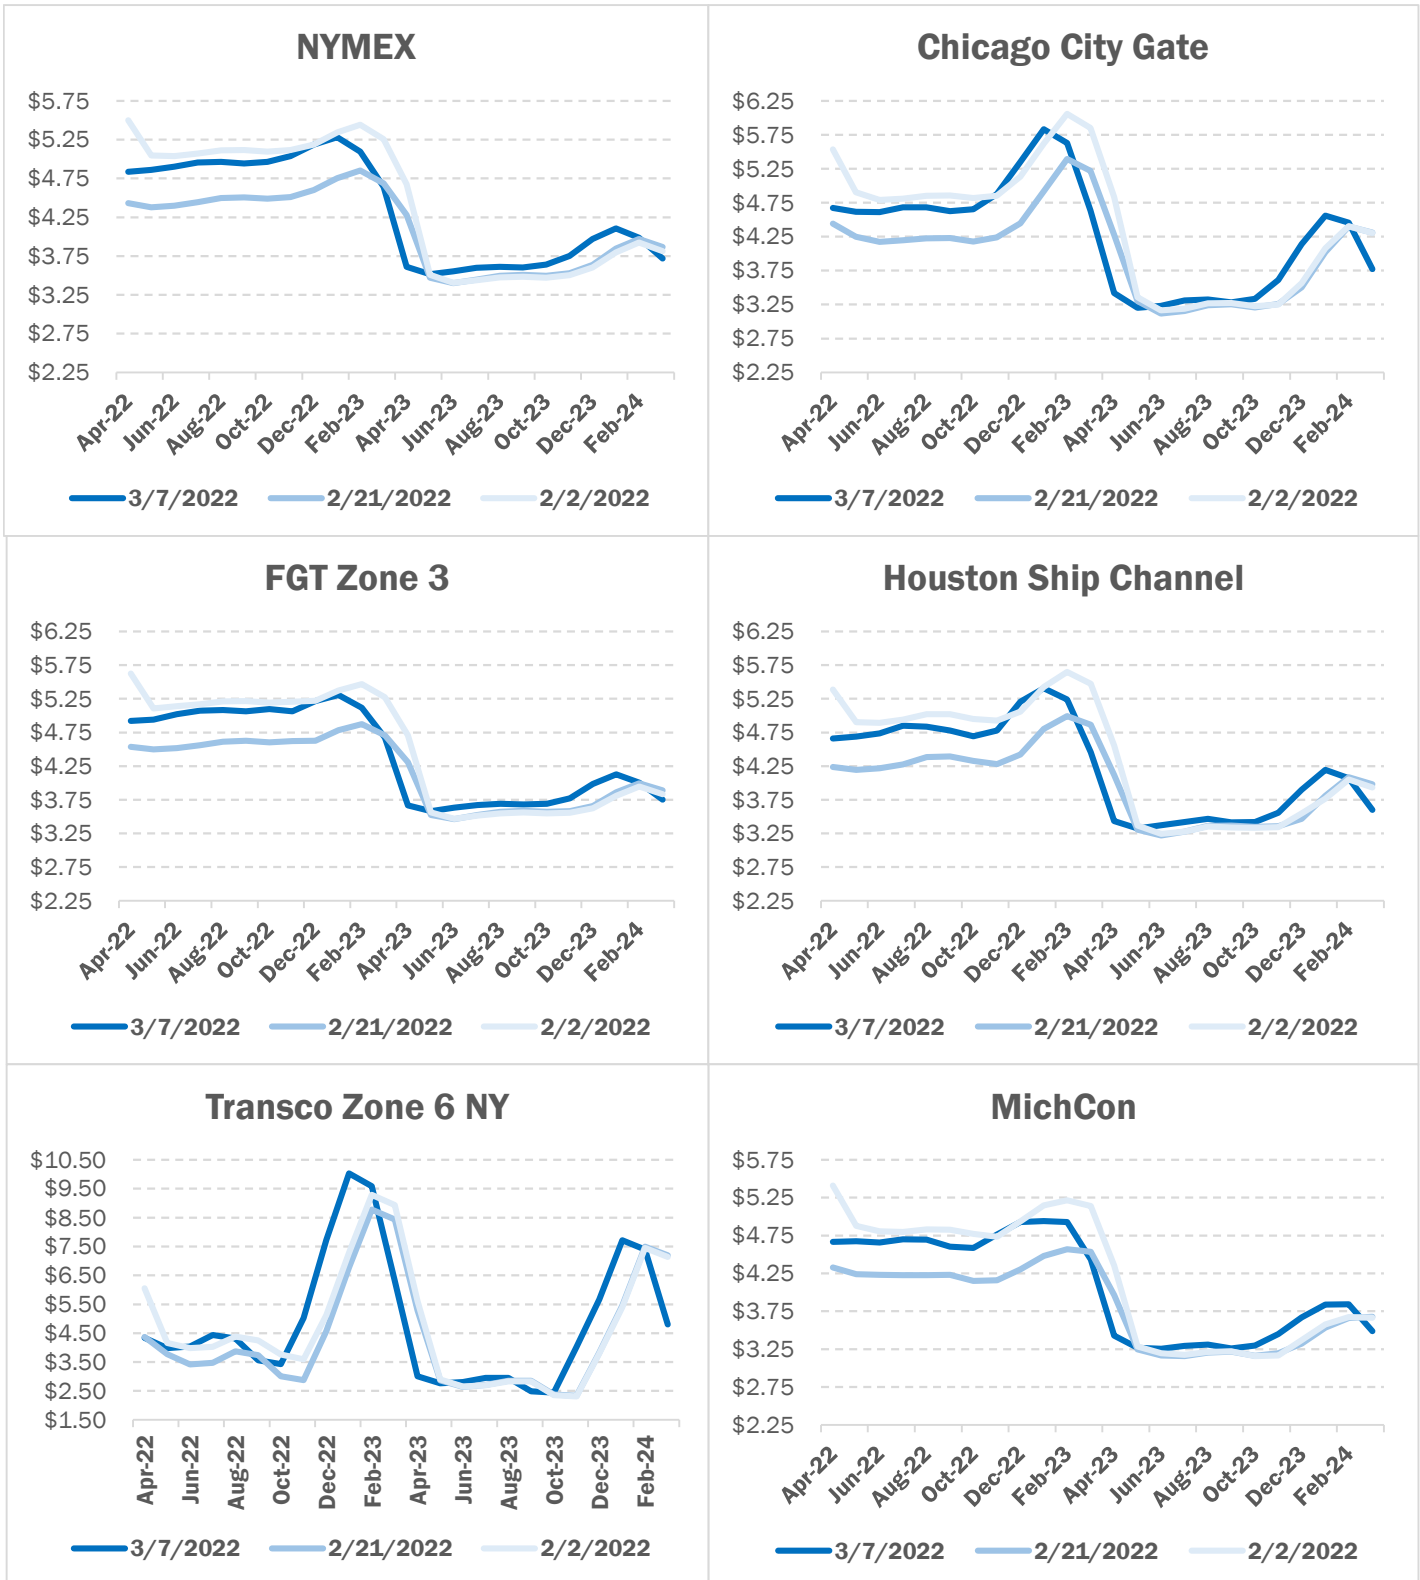 NYMEX
$5.75
$5.25
$4.75
$4.25
$3.75
$3.25
$2.75
$2.25
Apr-22 Jun-22 Aug-22 Oct-22 Dec-22 Feb-23 Apr-23 Jun-23 Aug-23 Oct-23 Dec-23 Feb-24
3/7/2022 2/21/2022 2/2/2022
Chicago City Gate
$6.25
$5.75
$5.25
$4.75
$4.25
$3.75
$3.25
$2.75
$2.25
Apr-22 Jun-22 Aug-22 Oct-22 Dec-22 Feb-23 Apr-23 Jun-23 Aug-23 Oct-23 Dec-23 Feb-24
3/7/2022 2/21/2022 2/2/2022
FGT Zone 3
$6.25
$5.75
$5.25
$4.75
$4.25
$3.75
$3.25
$2.75
$2.25
Apr-22 Jun-22 Aug-22 Oct-22 Dec-22 Feb-23 Apr-23 Jun-23 Aug-23 Oct-23 Dec-23 Feb-24
3/7/2022 2/21/2022 2/2/2022
Houston Ship Channel
$6.25
$5.75
$5.25
$4.75
$4.25
$3.75
$3.25
$2.75
$2.25
Apr-22 Jun-22 Aug-22 Oct-22 Dec-22 Feb-23 Apr-23 Jun-23 Aug-23 Oct-23 Dec-23 Feb-24
3/7/2022 2/21/2022 2/2/2022
Transco Zone 6 NY
$10.50
$9.50
$8.50
$7.50
$6.50
$5.50
$4.50
$3.50
$2.50
$1.50
Apr-22 Jun-22 Aug-22 Oct-22 Dec-22 Feb-23 Apr-23 Jun-23 Aug-23 Oct-23 Dec-23 Feb-24
3/7/2022 2/21/2022 2/2/2022
MichCon
$5.75
$5.25
$4.75
$4.25
$3.75
$3.25
$2.75
$2.25
Apr-22 Jun-22 Aug-22 Oct-22 Dec-22 Feb-23 Apr-23 Jun-23 Aug-23 Oct-23 Dec-23 Feb-24
3/7/2022 2/21/2022 2/2/2022